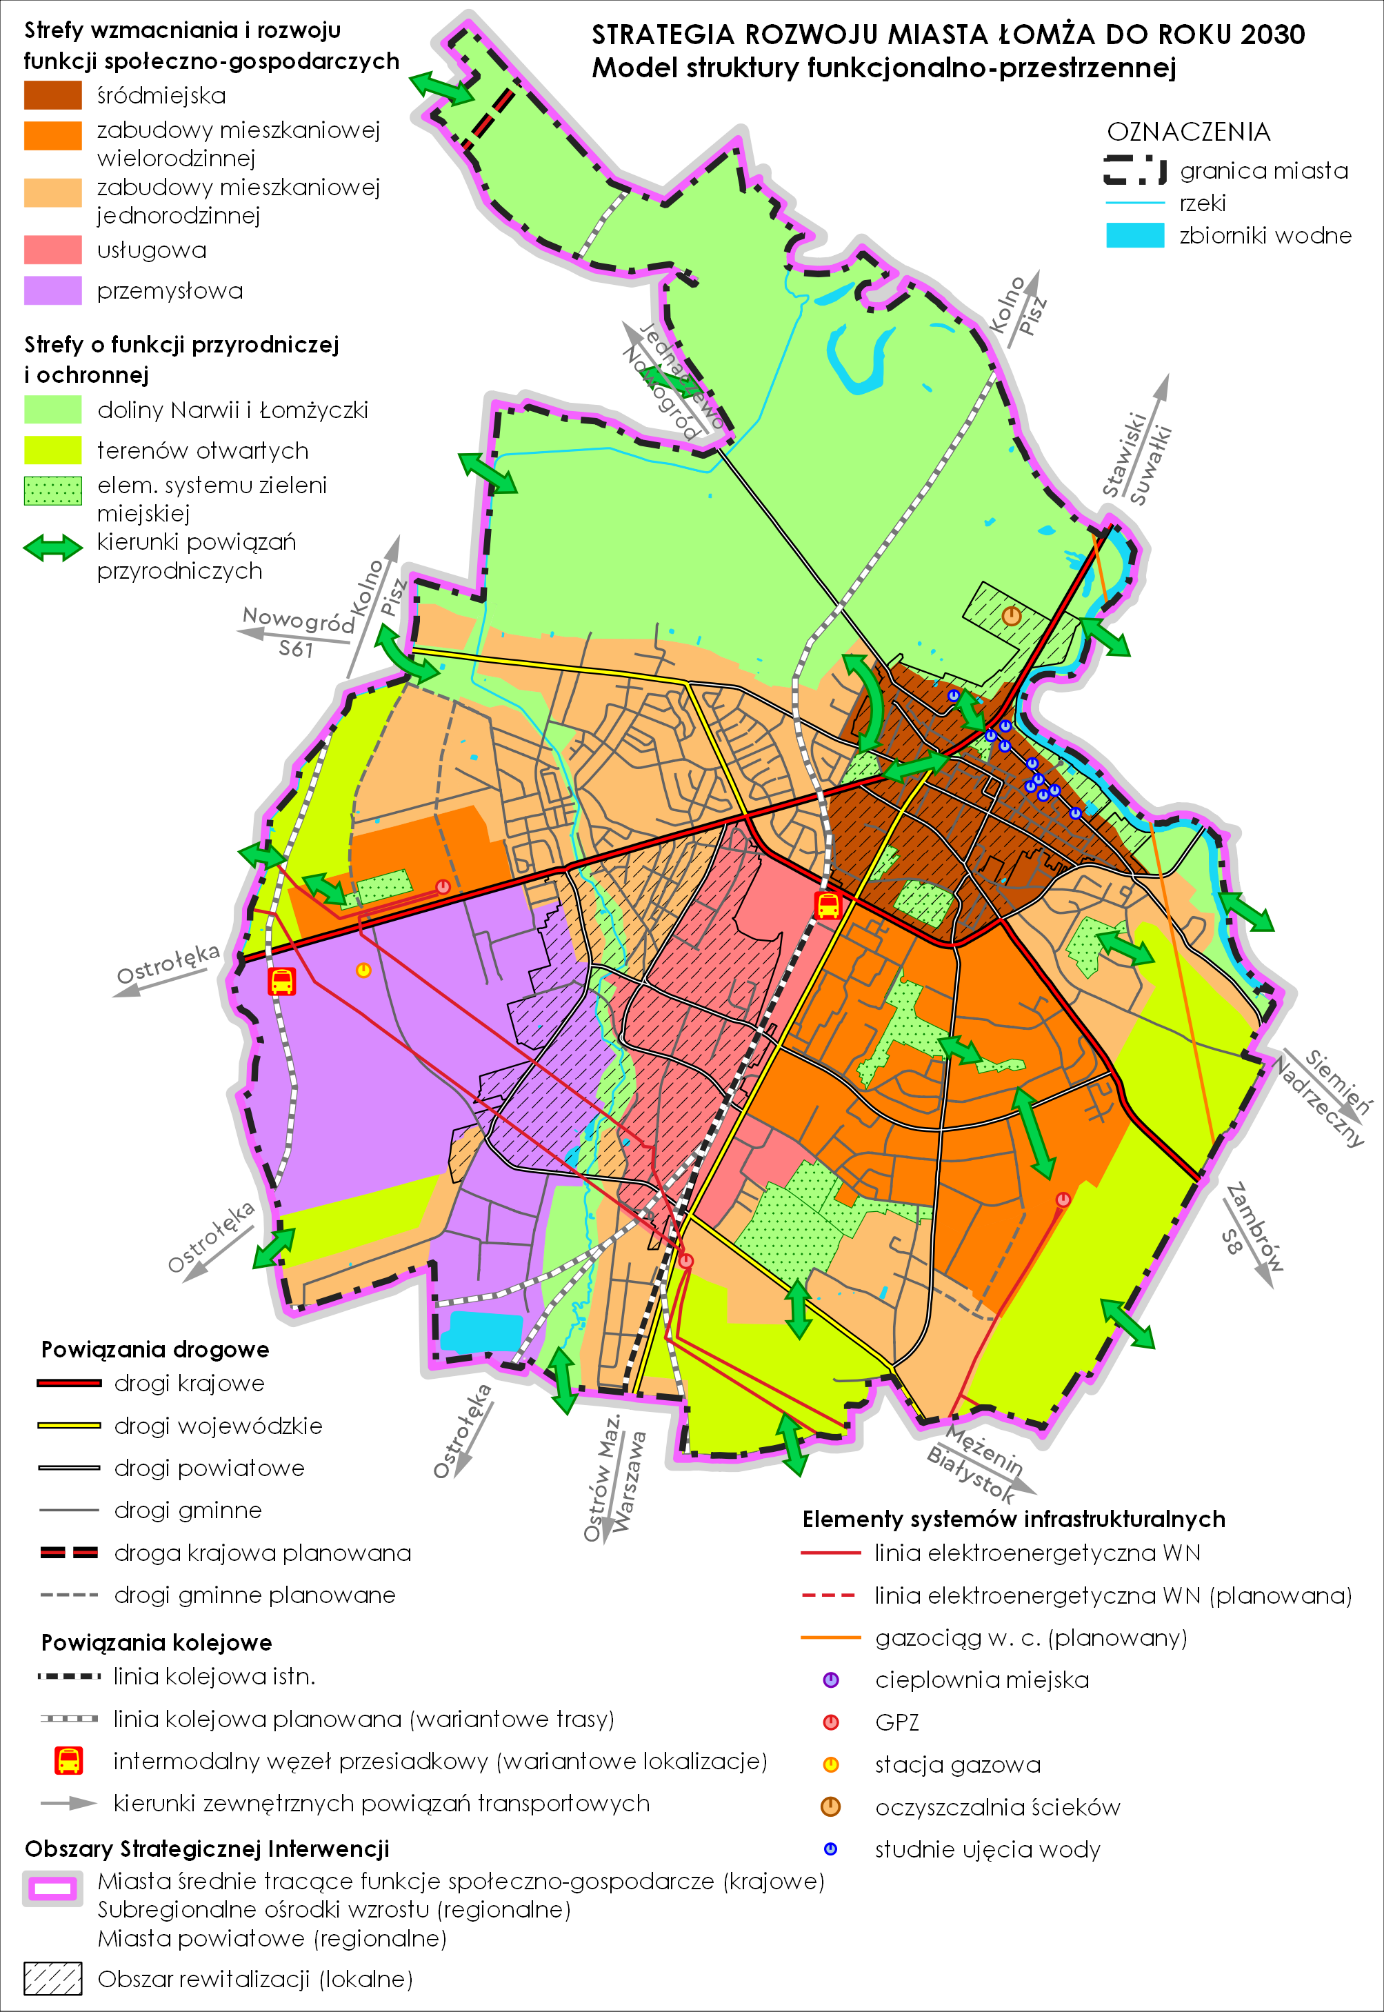 STRATEGIA ROZWOJU MIASTA ŁOMŻA DO ROKU 2030
Model struktury funkcjonalno-przestrzennej
Strefy wzmacniania i rozwoju
funkcji społeczno-gospodarczych
śródmiejska
zabudowy mieszkaniowej
wielorodzinnej
zabudowy mieszkaniowej
jednorodzinnej
usługowa
przemysłowa
Strefy o funkcji przyrodniczej
i ochronnej
doliny Narwii i Łomżyczki
terenów otwartych
elem. systemu zieleni
miejskiej
kierunki powiązań
przyrodniczych
OZNACZENIA
granica miasta
rzeki
zbiorniki wodne
Kolno
Pisz
Jednaczewo
Nowogród
Stawiski
Suwałki
Kolno
Pisz
Nowogród
S61
Ostrołęka
Siemień
Nadrzeczny
Ostrołęka
Zambrów
S8
Ostrołęka
Ostrów Maz.
Warszawa
Mężenin
Białystok
Powiązania drogowe
drogi krajowe
drogi wojewódzkie
drogi powiatowe
drogi gminne
droga krajowa planowana
drogi gminne planowane
Powiązania kolejowe
linia kolejowa istn.
linia kolejowa planowana (wariantowe trasy)
intermodalny węzeł przesiadkowy (wariantowe lokalizacje)
kierunki zewnętrznych powiązań transportowych
Obszary Strategicznej Interwencji
Miasta średnie tracące funkcje społeczno-gospodarcze (krajowe)
Subregionalne ośrodki wzrostu (regionalne)
Miasta powiatowe (regionalne)
Obszar rewitalizacji (lokalne)
Elementy systemów infrastrukturalnych
linia elektroenergetyczna WN
linia elektroenergetyczna WN (planowana)
gazociąg w. c. (planowany)
ciepłownia miejska
GPZ
stacja gazowa
oczyszczalnia ścieków
studnie ujęcia wody